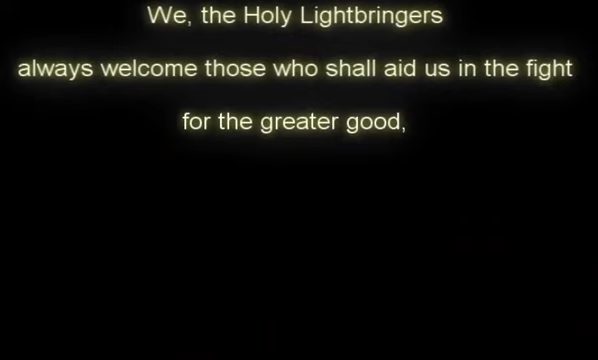 We, the Holy Lightbringers
always welcome those who shall aid us in the fight
for the greater good,